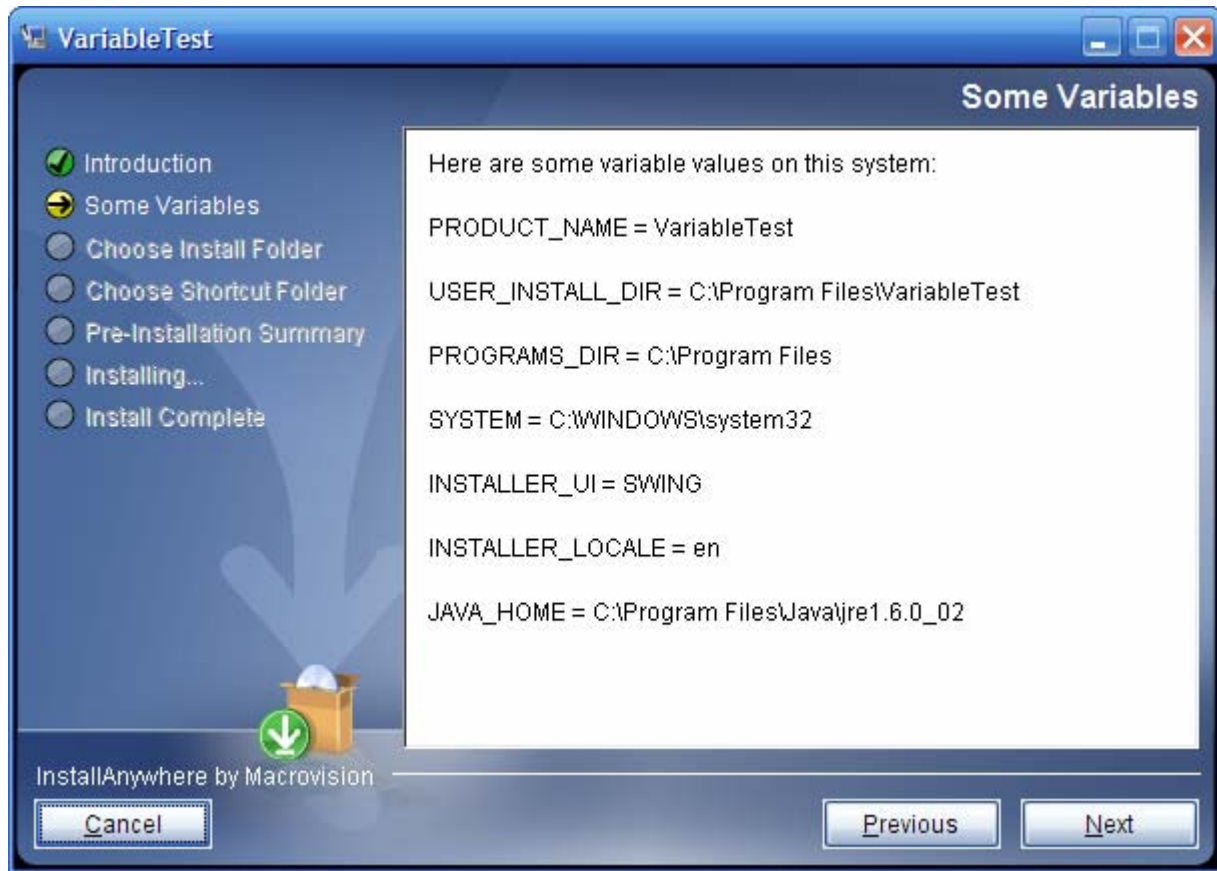 VariableTest
Some Variables
Introduction
Some Variables
Choose Install Folder
Choose Shortcut Folder
Pre-Installation Summary
Installing...
Install Complete
Here are some variable values on this system:
PRODUCT_NAME = VariableTest
USER_INSTALL_DIR = C:\Program Files\VariableTest
PROGRAMS_DIR = C:\Program Files
SYSTEM = C:\WINDOWS\system32
INSTALLER_UI = SWING
INSTALLER_LOCALE = en
JAVA_HOME = C:\Program Files\Java\jre1.6.0_02
InstallAnywhere by Macrovision
Cancel
Previous
Next